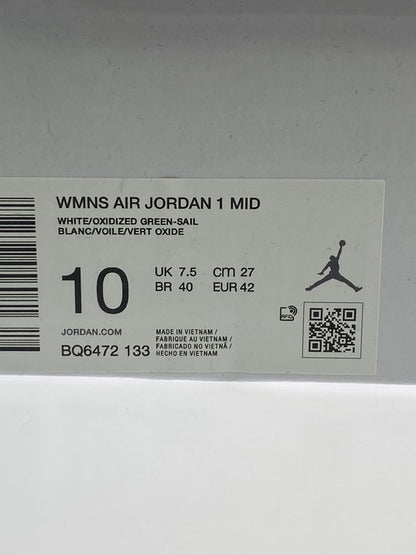 WMNS AIR JORDAN 1 MID
WHITE/OXIDIZED GREEN-SAIL
BLANC/VOILE/VERT OXIDE
10
UK 7.5 cm 27
BR 40 EUR 42
RFID
JORDAN.COM
BQ6472 133
MADE IN VIETNAM /
FABRIQUE AU VIETNAM /
FABRICADO NO VIETNÃ /
HECHO EN VIETNAM